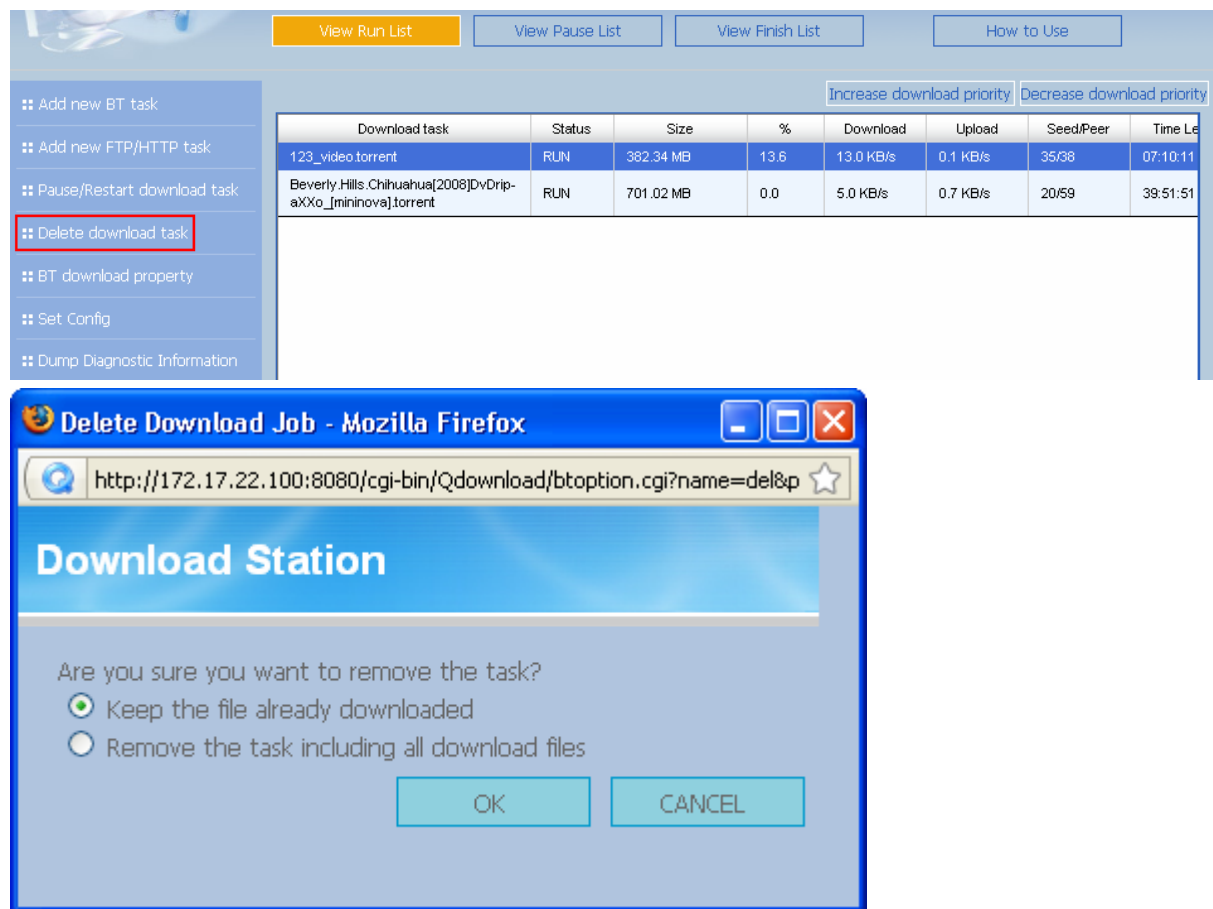 View Run List
View Pause List
View Finish List
How to Use
Increase download priority
Decrease download priority
Add new BT task
Add new FTP/HTTP task
Pause/Restart download task
Delete download task
BT download property
Set Config
Dump Diagnostic Information
Download task Status Size % Download Upload Seed/Peer Time Le
123_video.torrent RUN 382.34 MB 13.6 13.0 KB/s 0.1 KB/s 35/38 07:10:11
Beverly.Hills.Chihuahua[2008]DvDrip-
aXXo_[mininova].torrent RUN 701.02 MB 0.0 5.0 KB/s 0.7 KB/s 20/59 39:51:51
Delete Download Job - Mozilla Firefox
http://172.17.22.100:8080/cgi-bin/Qdownload/btoption.cgi?name=del&p
Download Station
Are you sure you want to remove the task?
Keep the file already downloaded
Remove the task including all download files
OK
CANCEL